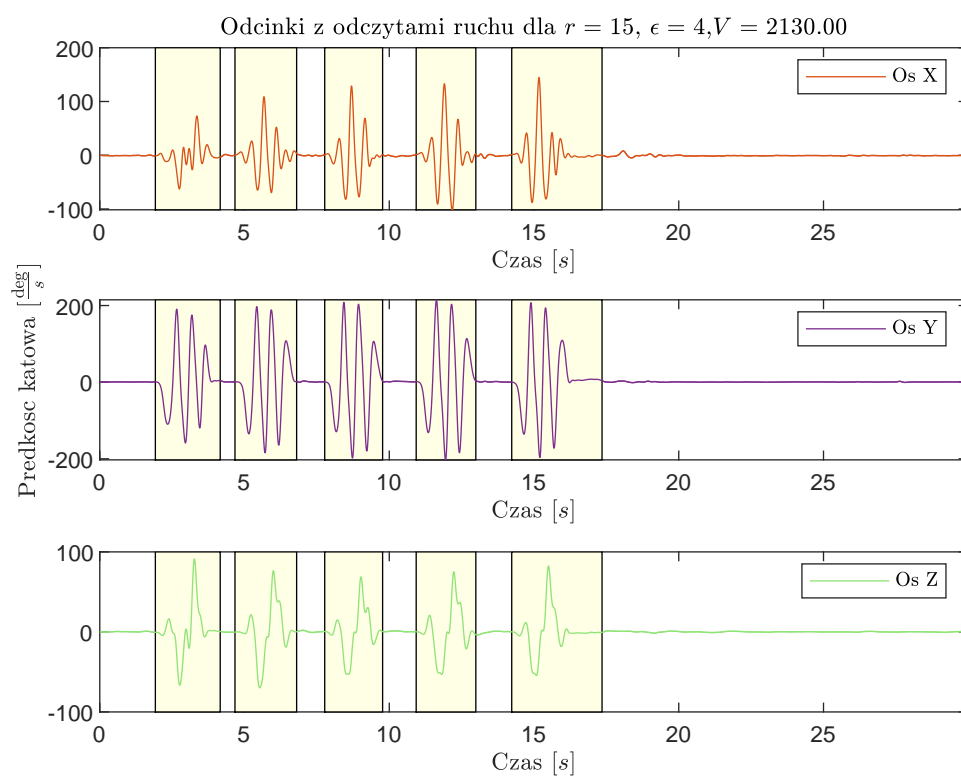 Odcinki z odczytami ruchu dla r = 15, ϵ = 4,V = 2130.00
200
100
0
-100
Os X
0 5 10 15 20 25
Czas [s]
Predkosc katowa [deg/s]
200
0
-200
Os Y
0 5 10 15 20 25
Czas [s]
100
0
-100
Os Z
0 5 10 15 20 25
Czas [s]